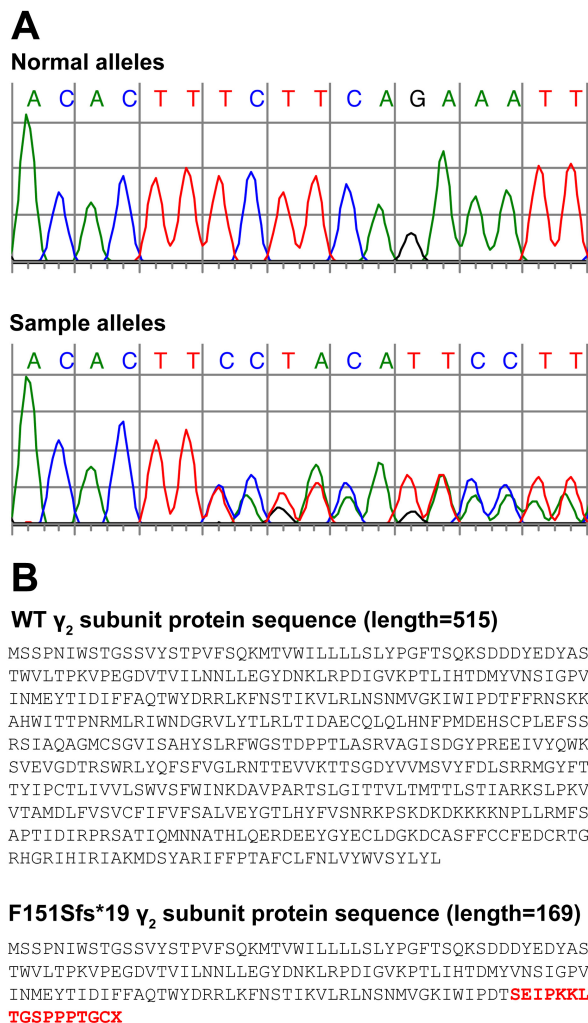 A
Normal alleles
A C A C T T T C T T C A G A A A T T
Sample alleles
A C A C T T C C T A C A T T C C T T
B
WT γ2 subunit protein sequence (length=515)
MSSPNIWSTGSSVYSTPVFSQKMTVWILLLLSLYPGFTSQKSDDDYEDYAS
TWVLTPKVPEGDVTVILNNLLEGYDNKLRPDIGVKPTLIHTDMYVNSIGPV
INMEYTIDIFFAQTWYDRRLKFNSTIKVLRLNSNMVGKIWIPDTFFRNSKK
AHWITTPNRMLRIWNDGRVLYTLRLTIDAECQLQLHNFPMDEHSCPLEFSS
RSIAQAGMCSGVISAHYSLRFWGSTDPPTLASRVAGISDGYPREEIVYQWK
SVEVGDTRSWRLYQFSFVGLRNTTEVVKTTSGDYVVMSVYFDLSRRMGYFT
TYIPCTLIVVLSWVSFWINKDAVPARTSLGITTVLTMTTLSTIARKSLPKV
VTAMDLFVSVCFIFVFSALVEYGTLHYFVSNRKPSKDKDKKKKNPLLRMFS
APTIDIRPRSATIQMNNATHLQERDEEYGYECLDGKDCASFFCCFEDCRTG
RHGRIHIRIAKMDSYARIFFPTAFCLFNLVYWVSYLYL
F151Sfs*19 γ2 subunit protein sequence (length=169)
MSSPNIWSTGSSVYSTPVFSQKMTVWILLLLSLYPGFTSQKSDDDYEDYAS
TWVLTPKVPEGDVTVILNNLLEGYDNKLRPDIGVKPTLIHTDMYVNSIGPV
INMEYTIDIFFAQTWYDRRLKFNSTIKVLRLNSNMVGKIWIPDTSEIPKKL
TGSPPPTGCX